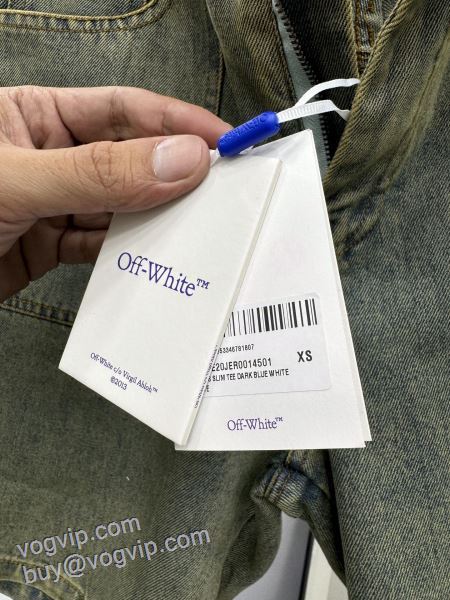 Off-White™
Off-White c/o Virgil Abloh™
©2013
63346781807
E20JER0014501
XS
SLIM TEE DARK BLUE WHITE
Off-White™
vogvip.com
buy@vogvip.com